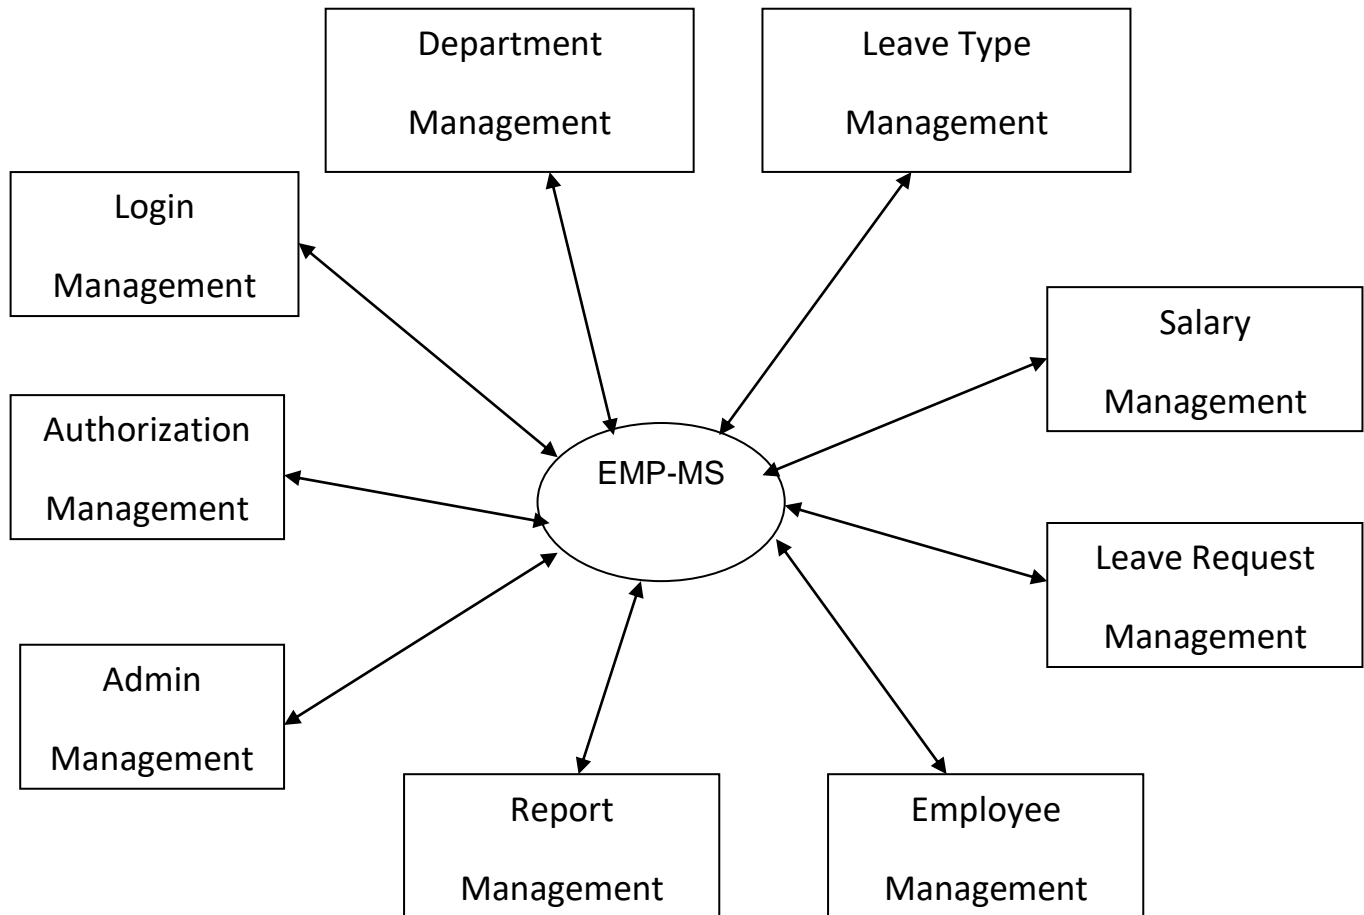 Department
Management
Leave Type
Management
Login
Management
Salary
Management
Authorization
Management
EMP-MS
Leave Request
Management
Admin
Management
Report
Management
Employee
Management